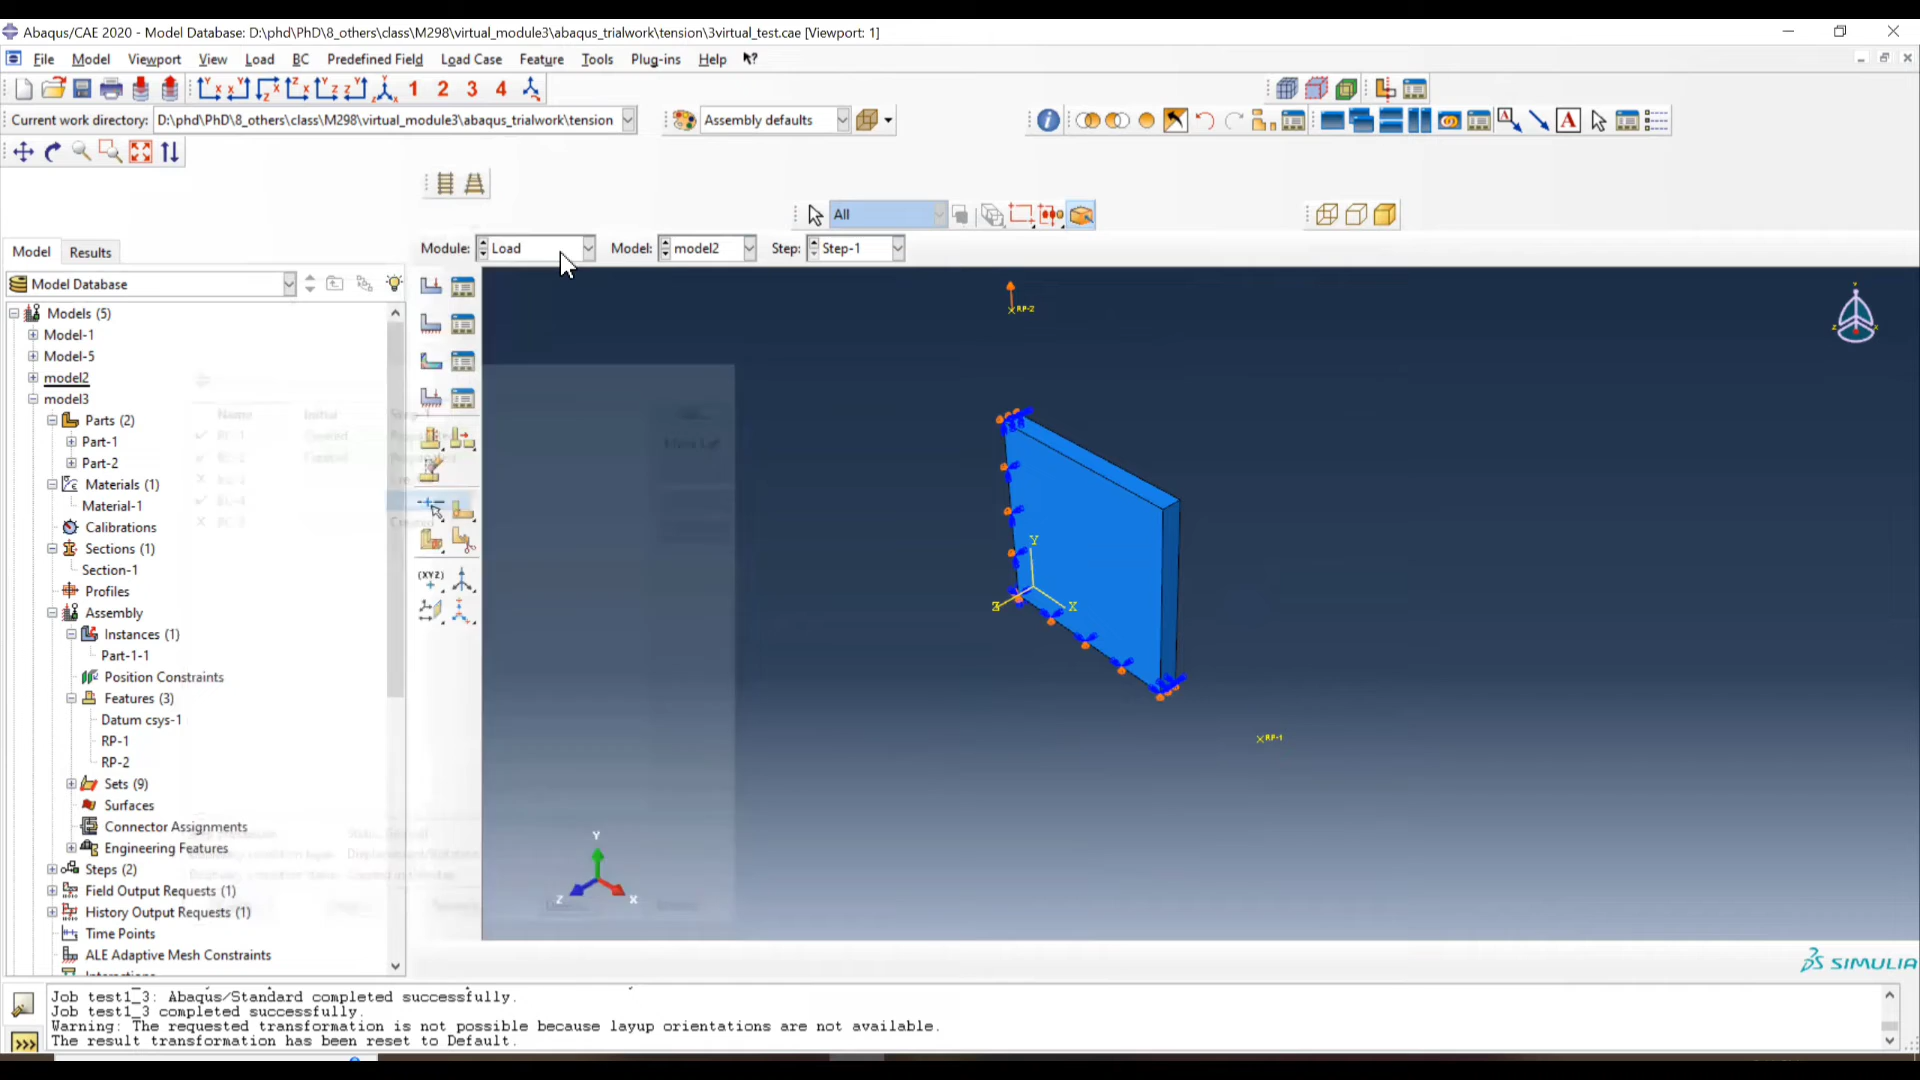 Abaqus/CAE 2020 - Model Database: D:\phd\PhD\8_others\class\M298\virtual_module3\abaqus_trialwork\tension\3virtual_test.cae [Viewport: 1]
File Model Viewport View Load BC Predefined Field Load Case Feature Tools Plug-ins Help
1 2 3 4
Current work directory: D:\phd\PhD\8_others\class\M298\virtual_module3\abaqus_trialwork\tension
Assembly defaults
All
Model Results
Module: Load Model: model2 Step: Step-1
Model Database
Models (5)
Model-1
Model-5
model2
model3
Parts (2)
Part-1
Part-2
Materials (1)
Material-1
Calibrations
Sections (1)
Section-1
Profiles
Assembly
Instances (1)
Part-1-1
Position Constraints
Features (3)
Datum csys-1
RP-1
RP-2
Sets (9)
Surfaces
Connector Assignments
Engineering Features
Steps (2)
Field Output Requests (1)
History Output Requests (1)
Time Points
ALE Adaptive Mesh Constraints
(XYZ)
RP-2
Y
Z
X
RP-1
Y
Z
X
SIMULIA
Job test1_3: Abaqus/Standard completed successfully.
Job test1_3 completed successfully.
Warning: The requested transformation is not possible because layup orientations are not available.
The result transformation has been reset to Default.